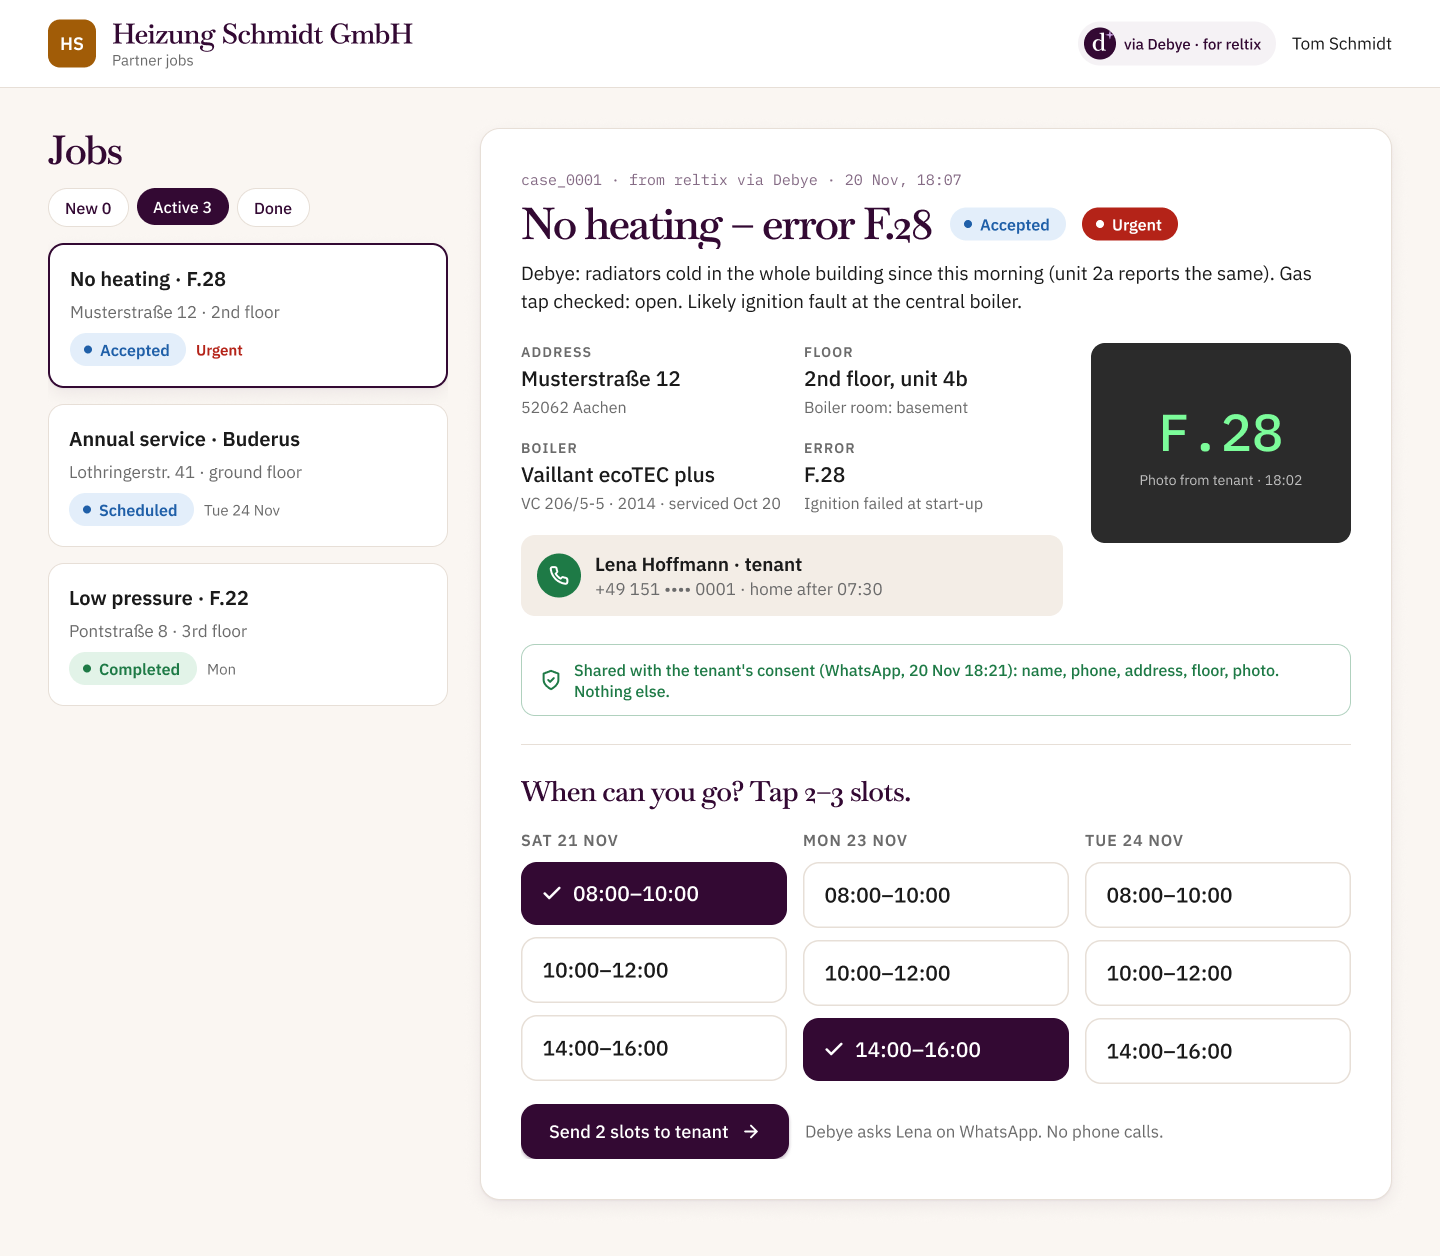 HS
Heizung Schmidt GmbH
Partner jobs
d
via Debye · for reltix
Tom Schmidt
Jobs
New 0
Active 3
Done
No heating · F.28
Musterstraße 12 · 2nd floor
Accepted
Urgent
Annual service · Buderus
Lothringerstr. 41 · ground floor
Scheduled
Tue 24 Nov
Low pressure · F.22
Pontstraße 8 · 3rd floor
Completed
Mon
case_0001 · from reltix via Debye · 20 Nov, 18:07
No heating – error F.28
Accepted
Urgent
Debye: radiators cold in the whole building since this morning (unit 2a reports the same). Gas
tap checked: open. Likely ignition fault at the central boiler.
ADDRESS
Musterstraße 12
52062 Aachen
FLOOR
2nd floor, unit 4b
Boiler room: basement
BOILER
Vaillant ecoTEC plus
VC 206/5-5 · 2014 · serviced Oct 20
ERROR
F.28
Ignition failed at start-up
F.28
Photo from tenant · 18:02
Lena Hoffmann · tenant
+49 151 •••• 0001 · home after 07:30
Shared with the tenant's consent (WhatsApp, 20 Nov 18:21): name, phone, address, floor, photo.
Nothing else.
When can you go? Tap 2–3 slots.
SAT 21 NOV
08:00–10:00
10:00–12:00
14:00–16:00
MON 23 NOV
08:00–10:00
10:00–12:00
14:00–16:00
TUE 24 NOV
08:00–10:00
10:00–12:00
14:00–16:00
Send 2 slots to tenant →
Debye asks Lena on WhatsApp. No phone calls.